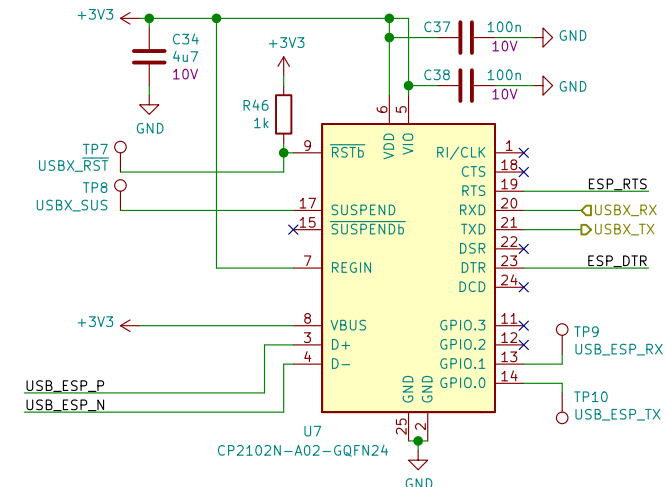 +3V3
C34
4u7
10V
GND
+3V3
R46
1k
C37
100n
10V
GND
C38
100n
10V
GND
6
5
VDD
VIO
TP7
USBX_RST
TP8
USBX_SUS
9
RSTb
17
SUSPEND
15
SUSPENDb
7
REGIN
+3V3
8
VBUS
3
D+
4
D-
USB_ESP_P
USB_ESP_N
RI/CLK
1
CTS
18
RTS
19
ESP_RTS
RXD
20
USBX_RX
TXD
21
USBX_TX
DSR
22
DTR
23
ESP_DTR
DCD
24
GPIO.3
11
GPIO.2
12
GPIO.1
13
GPIO.0
14
TP9
USB_ESP_RX
TP10
USB_ESP_TX
GND
GND
25
2
U7
CP2102N-A02-GQFN24
GND